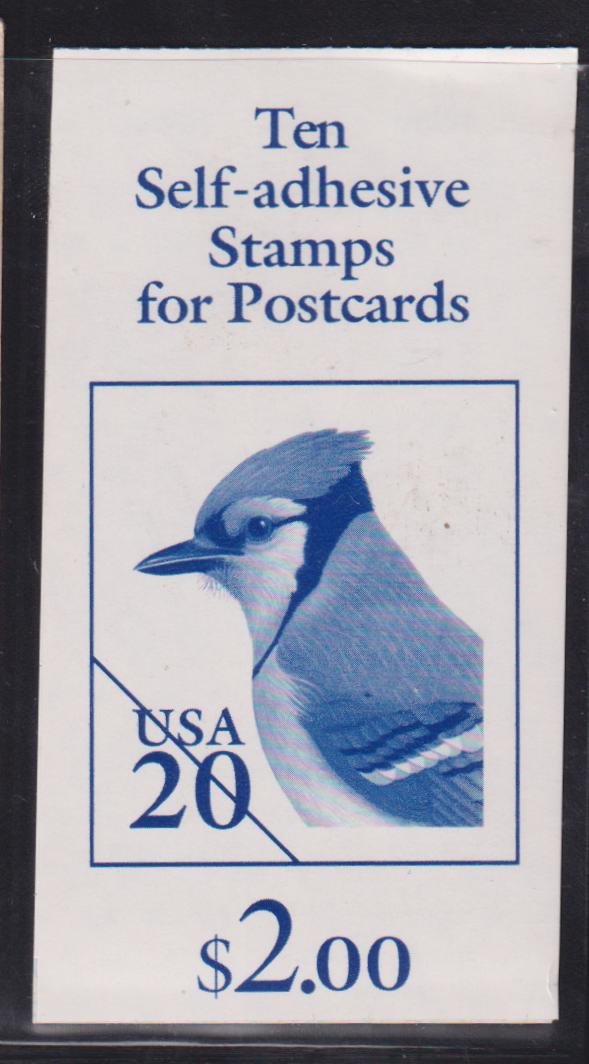 Ten
Self-adhesive
Stamps
for Postcards
USA
20
$2.00